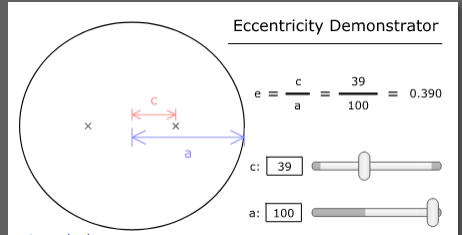 Eccentricity Demonstrator
c
e = c / a = 39 / 100 = 0.390
a
c: 39
a: 100